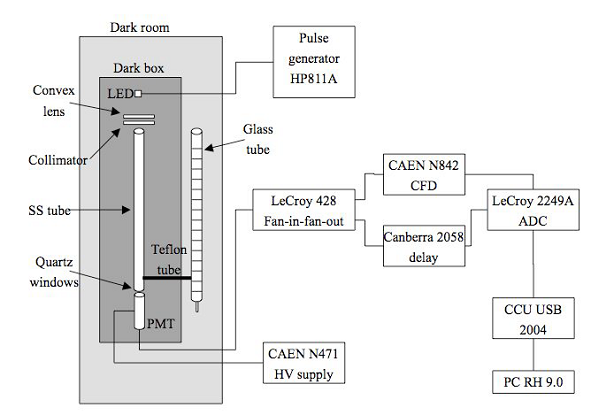 Dark room
Pulse
generator
HP811A
Dark box
LED
Convex
lens
Collimator
Glass
tube
CAEN N842
CFD
SS tube
LeCroy 428
Fan-in-fan-out
LeCroy 2249A
ADC
Canberra 2058
delay
Teflon
tube
Quartz
windows
PMT
CCU USB
2004
CAEN N471
HV supply
PC RH 9.0